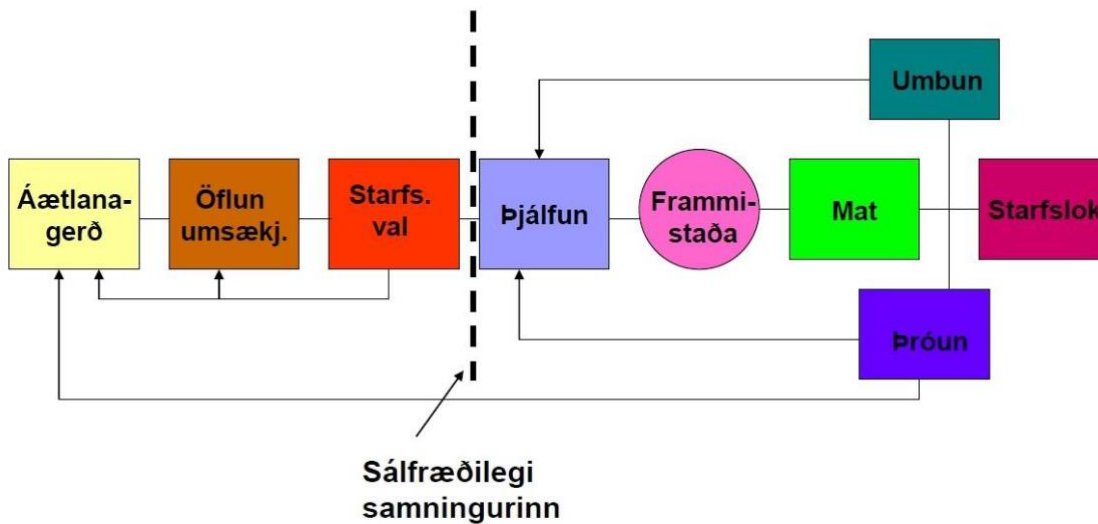 Umbun
Áætlana-
gerð
Öflun
umsækj.
Starfs.
val
Þjálfun
Frammi-
staða
Mat
Starfslok
Þróun
Sálfræðilegi
samningurinn